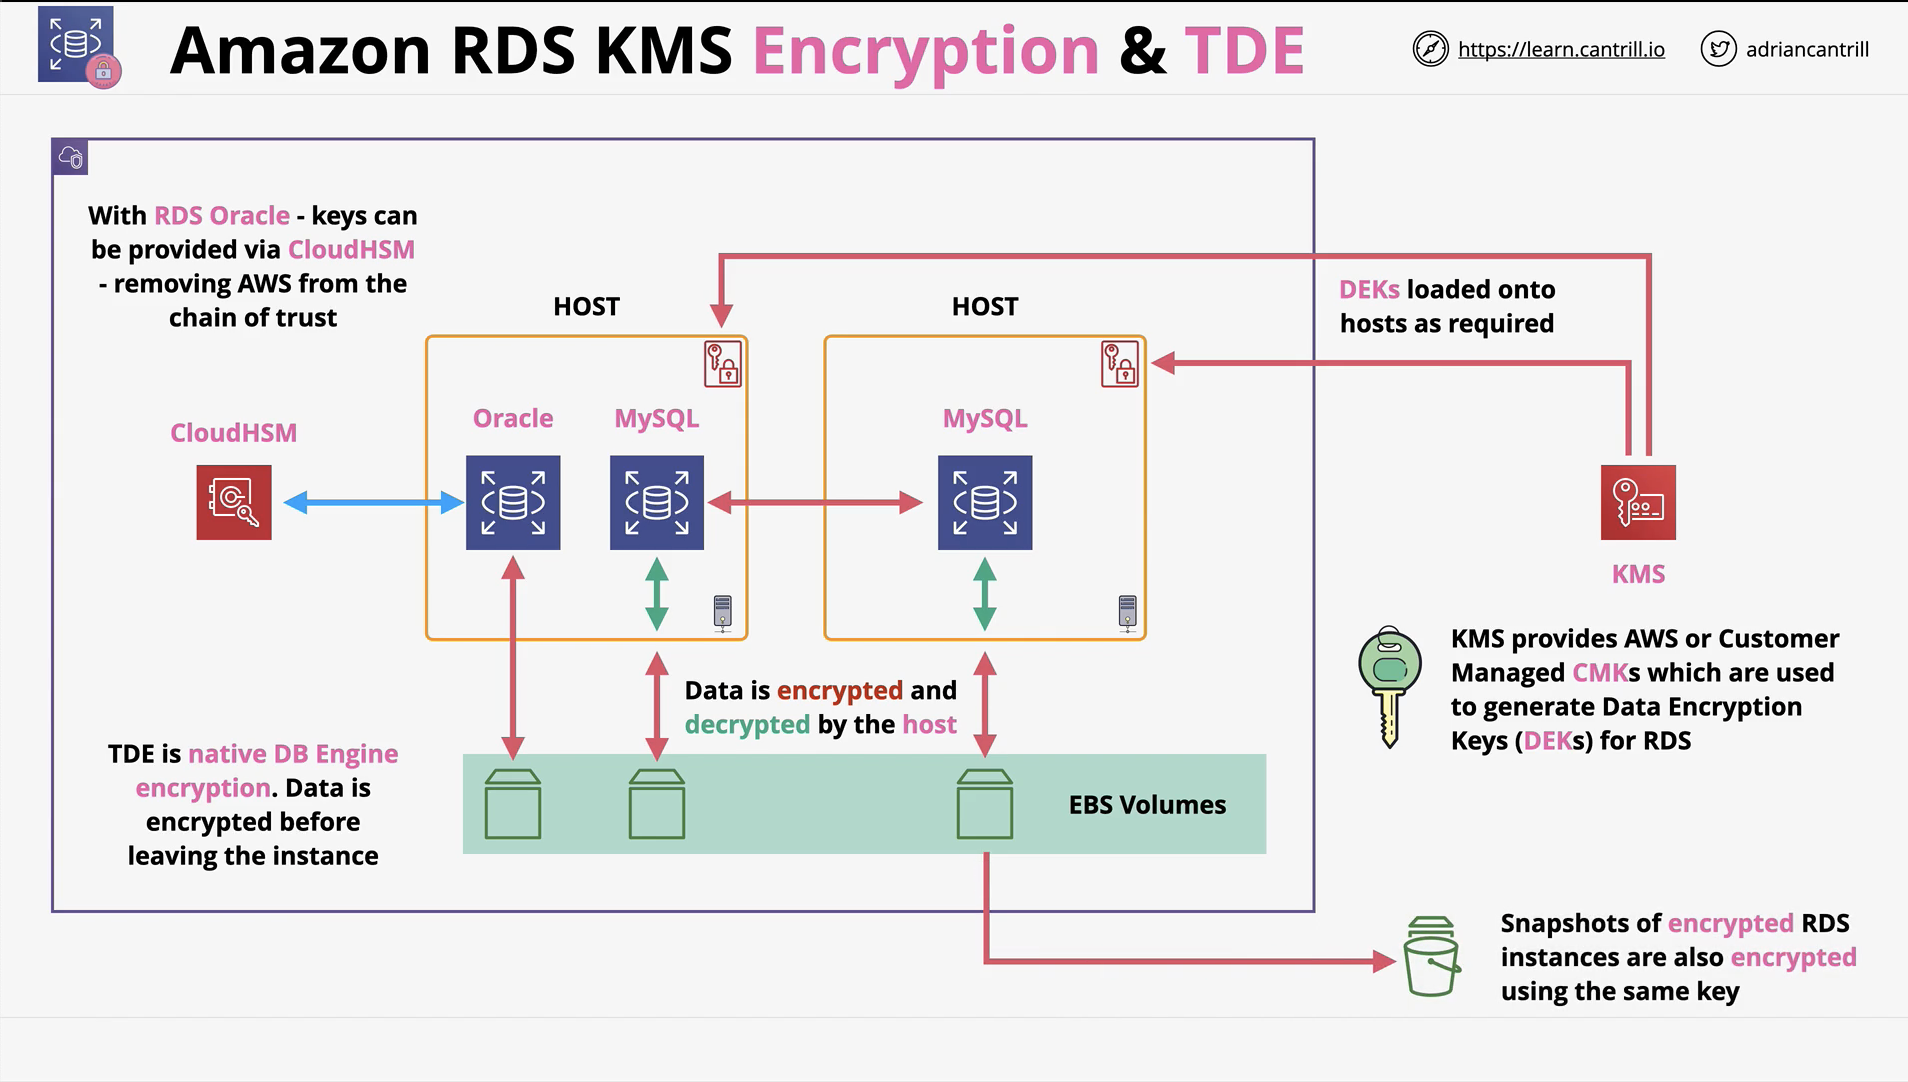 Amazon RDS KMS Encryption & TDE
https://learn.cantrill.io
adriancantrill
With RDS Oracle - keys can
be provided via CloudHSM
- removing AWS from the
chain of trust
HOST
HOST
DEKs loaded onto
hosts as required
CloudHSM
Oracle
MySQL
MySQL
KMS
KMS provides AWS or Customer
Managed CMKs which are used
to generate Data Encryption
Keys (DEKs) for RDS
Data is encrypted and
decrypted by the host
TDE is native DB Engine
encryption. Data is
encrypted before
leaving the instance
EBS Volumes
Snapshots of encrypted RDS
instances are also encrypted
using the same key